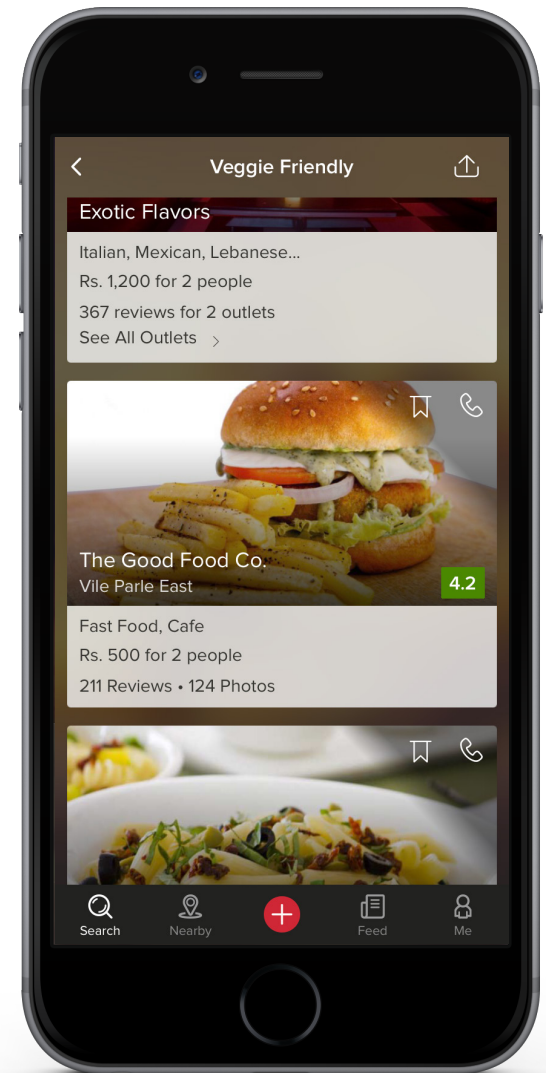 Veggie Friendly
Exotic Flavors
Italian, Mexican, Lebanese...
Rs. 1,200 for 2 people
367 reviews for 2 outlets
See All Outlets
The Good Food Co.
Vile Parle East
4.2
Fast Food, Cafe
Rs. 500 for 2 people
211 Reviews • 124 Photos
Search
Nearby
Feed
Me